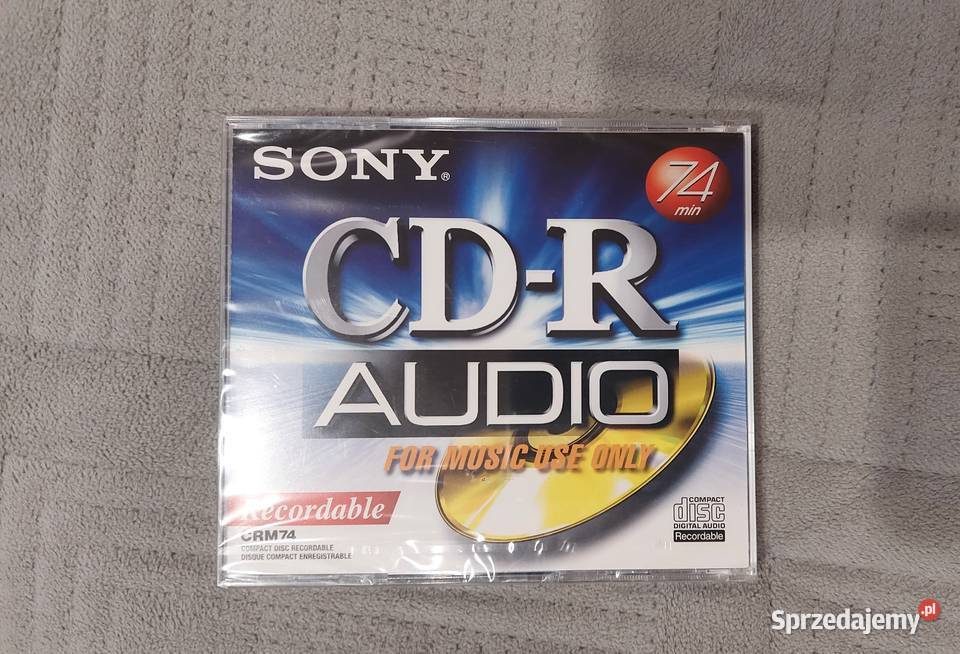 SONY®
74
min
CD-R
AUDIO
FOR MUSIC USE ONLY
Recordable
CRM74
COMPACT DISC RECORDABLE
DISQUE COMPACT ENREGISTRABLE
COMPACT
disc
DIGITAL AUDIO
Recordable
Sprzedajemy.pl